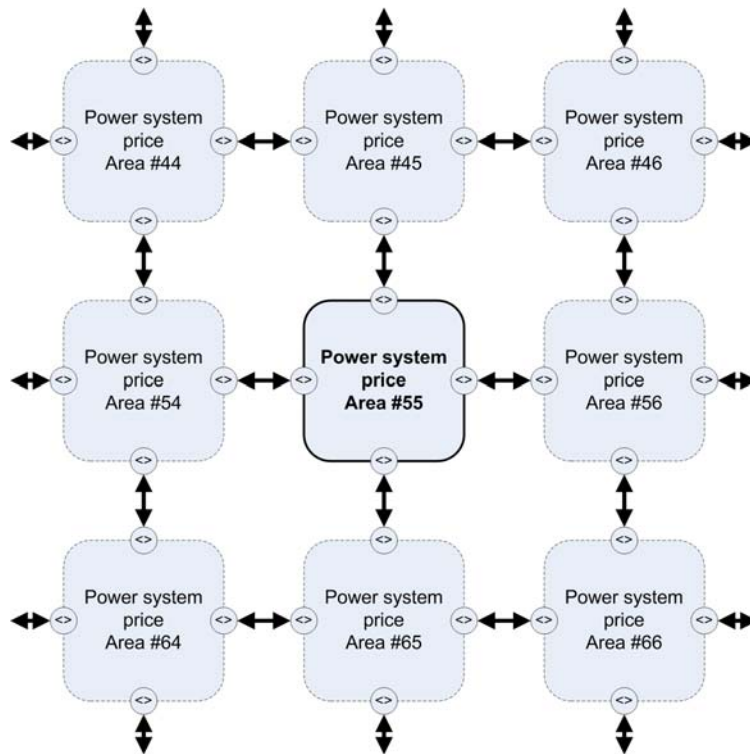 <>
<>
<>
Power system
price
Area #44
Power system
price
Area #45
Power system
price
Area #46
<>
<>
<>
<>
<>
<>
<>
<>
<>
<>
<>
<>
Power system
price
Area #54
Power system
price
Area #55
Power system
price
Area #56
<>
<>
<>
<>
<>
<>
<>
<>
<>
<>
<>
<>
Power system
price
Area #64
Power system
price
Area #65
Power system
price
Area #66
<>
<>
<>
<>
<>
<>
<>
<>
<>